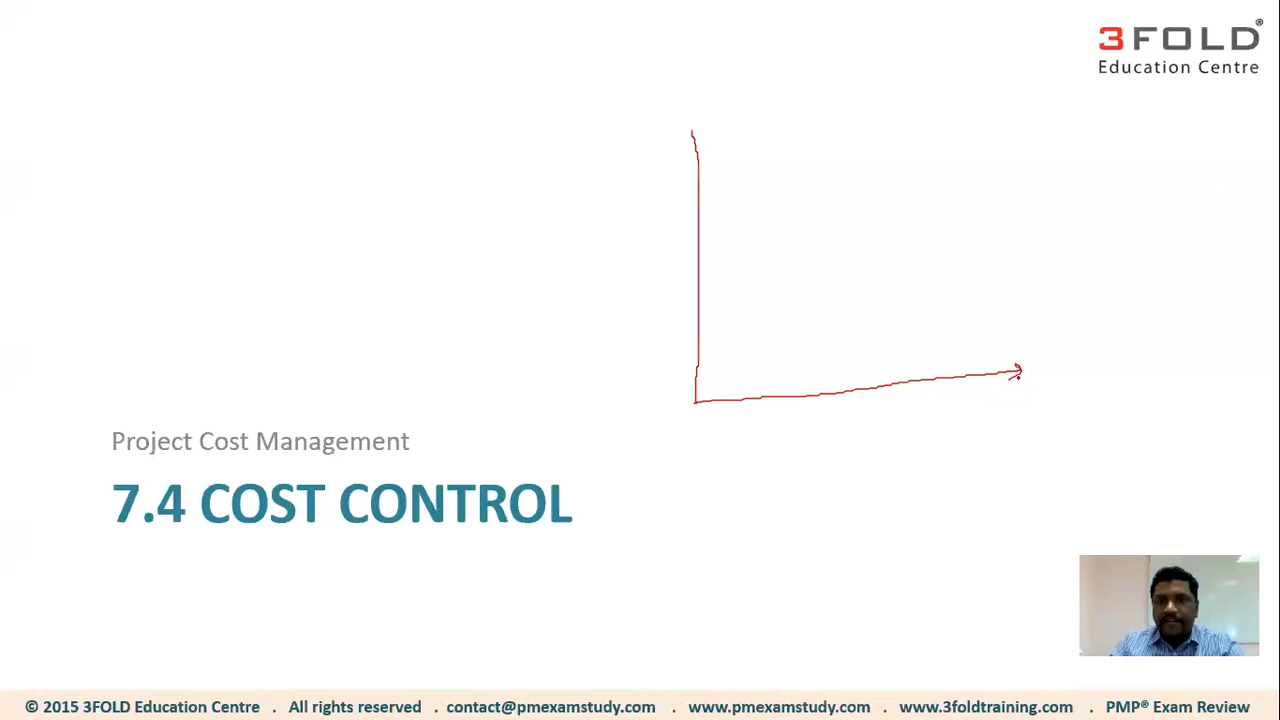 3FOLD®
Education Centre
Project Cost Management
7.4 COST CONTROL
© 2015 3FOLD Education Centre . All rights reserved . contact@pmexamstudy.com . www.pmexamstudy.com . www.3foldtraining.com . PMP® Exam Review